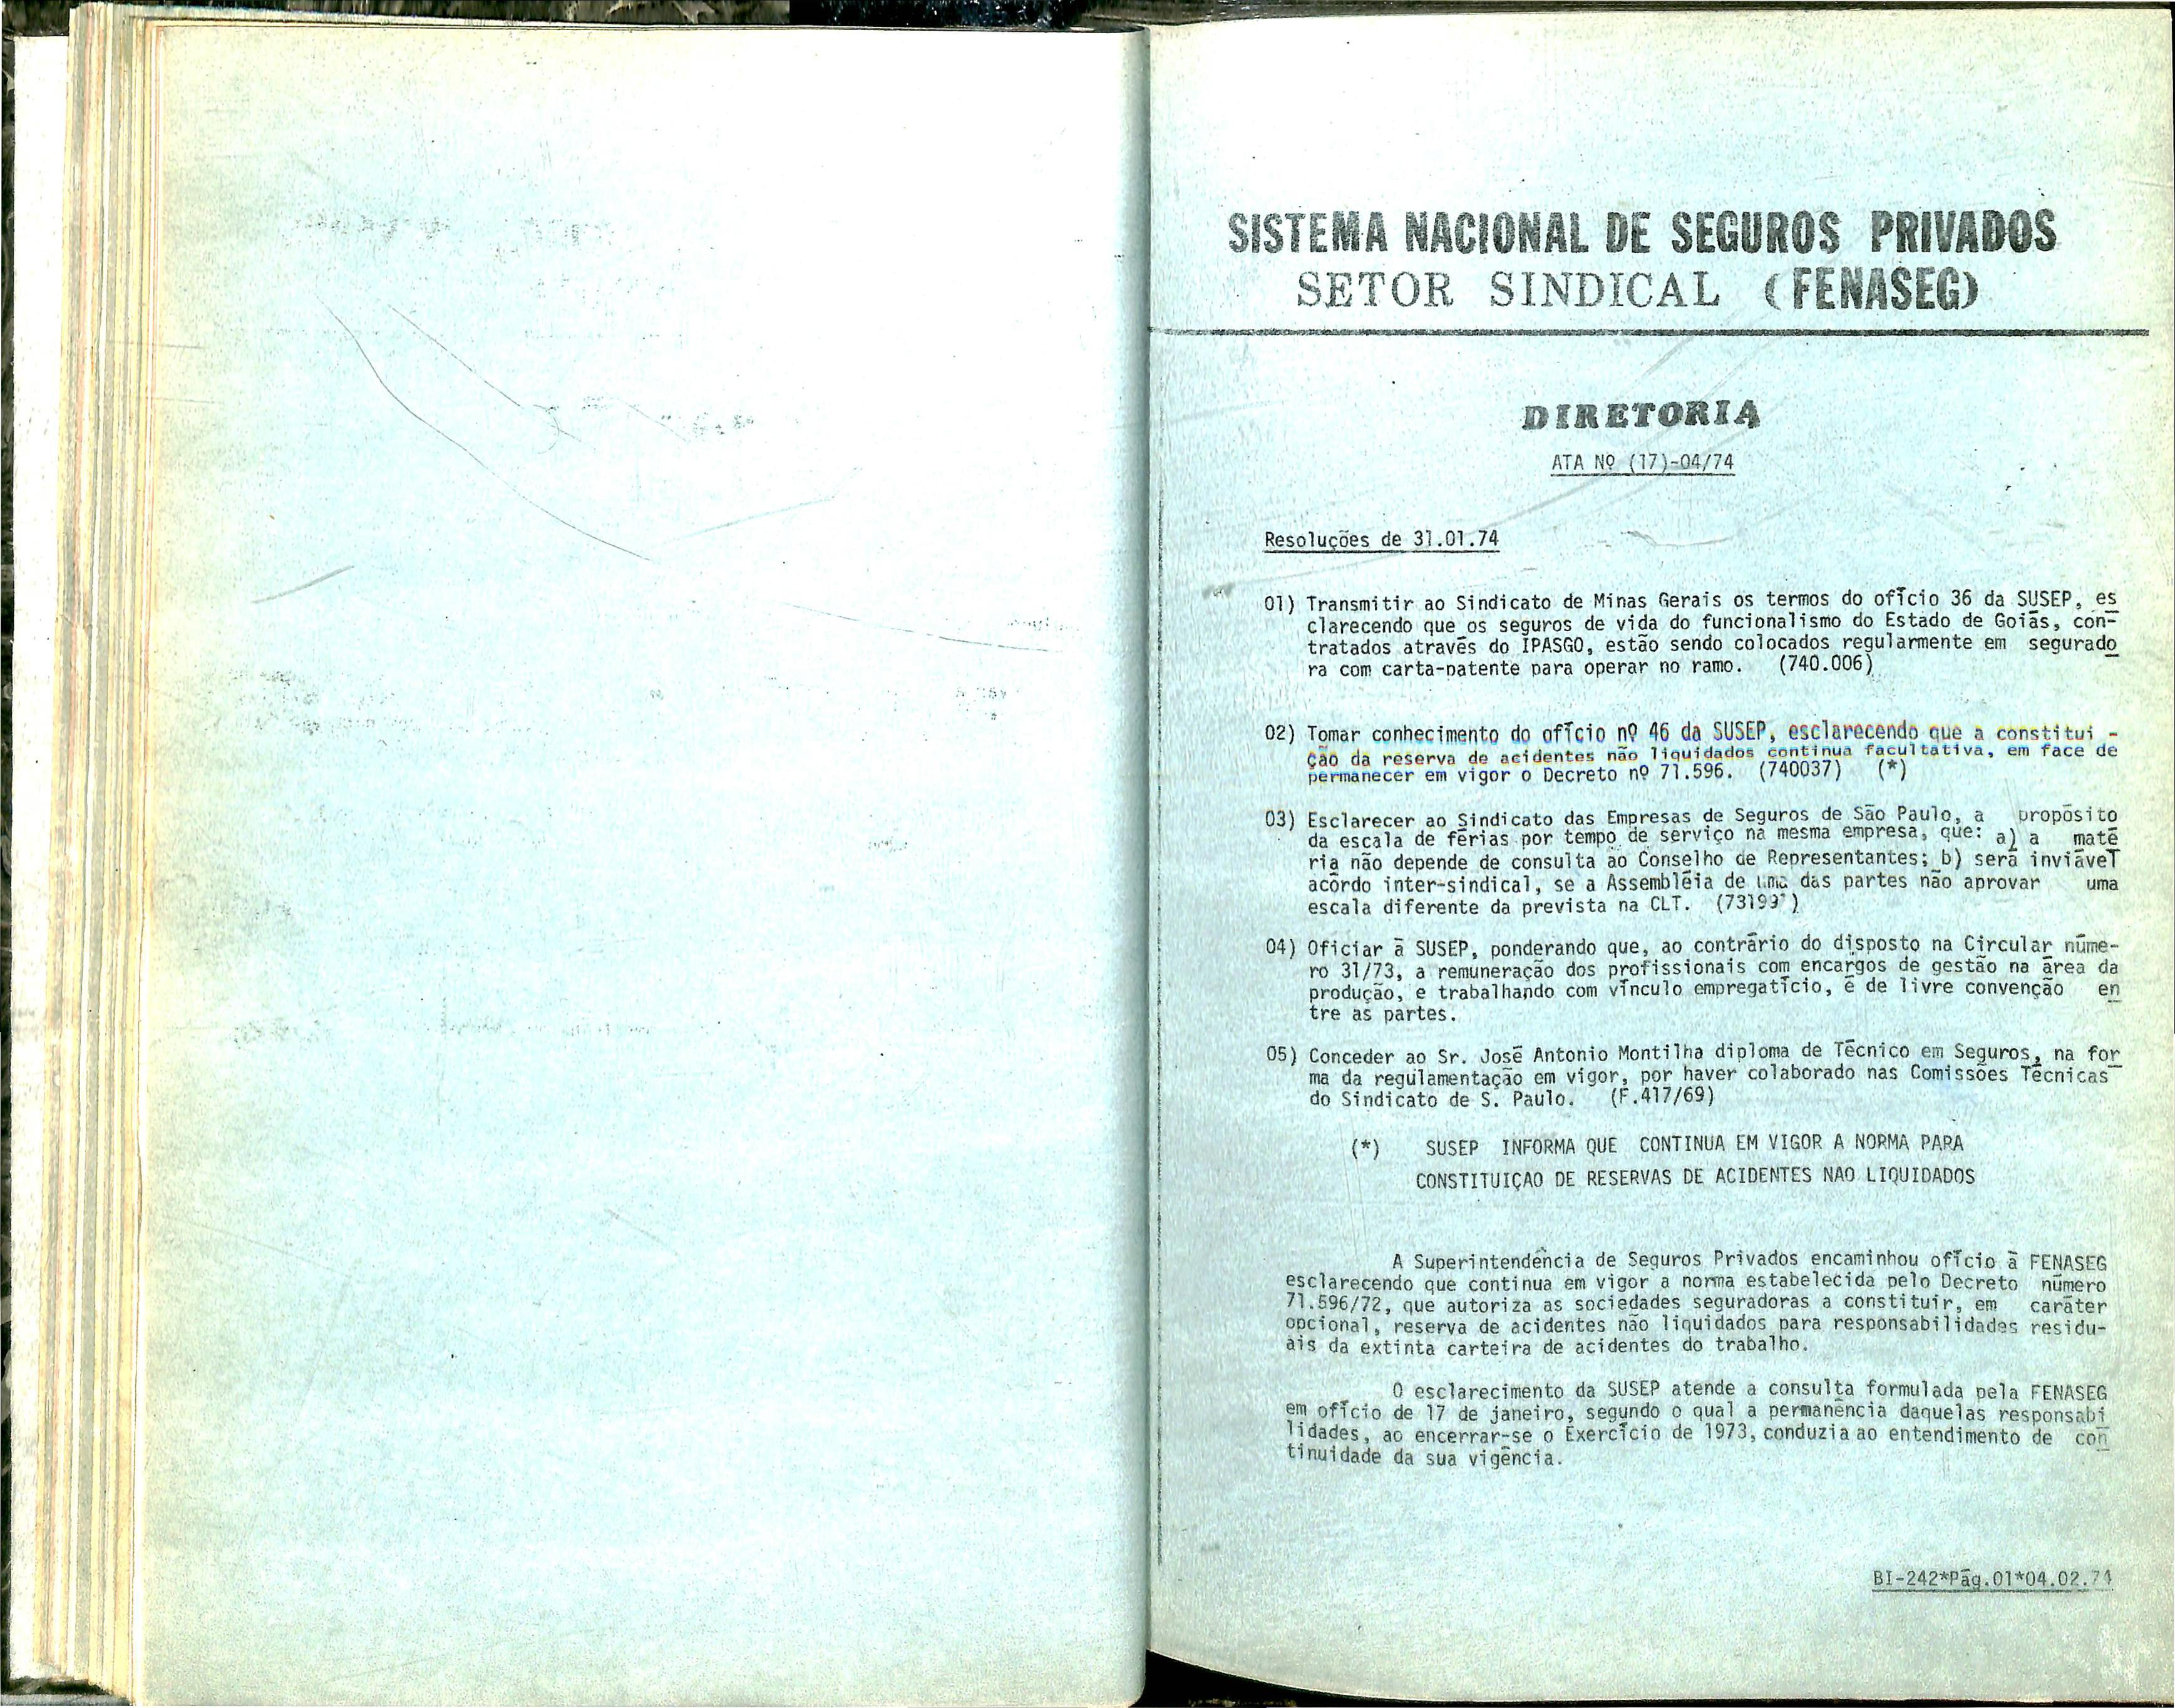 SISTEMA NACIONAL DE SEGUROS PRIVADOS
SETOR SINDICAL (FENASEG)
DIRETORIA
ATA Nº (17)-04/74
Resoluções de 31.01.74
01) Transmitir ao Sindicato de Minas Gerais os termos do ofício 36 da SUSEP, es
clarecendo que os seguros de vida do funcionalismo do Estado de Goiás, con-
tratados através do IPASGO, estão sendo colocados regularmente em segurado
ra com carta-patente para operar no ramo. (740.006)
02) Tomar conhecimento do ofício nº 46 da SUSEP, esclarecendo que a constitui -
ção da reserva de acidentes não liquidados continua facultativa, em face de
permanecer em vigor o Decreto nº 71.596. (740037) (*)
03) Esclarecer ao Sindicato das Empresas de Seguros de São Paulo, a propósito
da escala de férias por tempo de serviço na mesma empresa, que: a) a maté
ria não depende de consulta ao Conselho de Representantes; b) será inviável
acôrdo inter-sindical, se a Assembléia de uma das partes não aprovar uma
escala diferente da prevista na CLT.
04) Oficiar à SUSEP, ponderando que, ao contrário do disposto na Circular núme-
ro 31/73, a remuneração dos profissionais com encargos de gestão na área da
produção, e trabalhando com vínculo empregatício, é de livre convenção en
tre as partes.
05) Conceder ao Sr. José Antonio Montilha diploma de Técnico em Seguros, na for
ma da regulamentação em vigor, por haver colaborado nas Comissões Técnicas
do Sindicato de S. Paulo. (F.417/69)
(*) SUSEP INFORMA QUE CONTINUA EM VIGOR A NORMA PARA
CONSTITUIÇAO DE RESERVAS DE ACIDENTES NAO LIQUIDADOS
A Superintendência de Seguros Privados encaminhou ofício à FENASEG
esclarecendo que continua em vigor a norma estabelecida pelo Decreto número
71.596/72, que autoriza as sociedades seguradoras a constituir, em caráter
opcional, reserva de acidentes não liquidados para responsabilidades residu-
ais da extinta carteira de acidentes do trabalho.
O esclarecimento da SUSEP atende a consulta formulada pela FENASEG
em ofício de 17 de janeiro, segundo o qual a permanência daquelas responsabi
lidades, ao encerrar-se o Exercício de 1973, conduzia ao entendimento de con
tinuidade da sua vigência.
BI-242*Pág.01*04.02.74